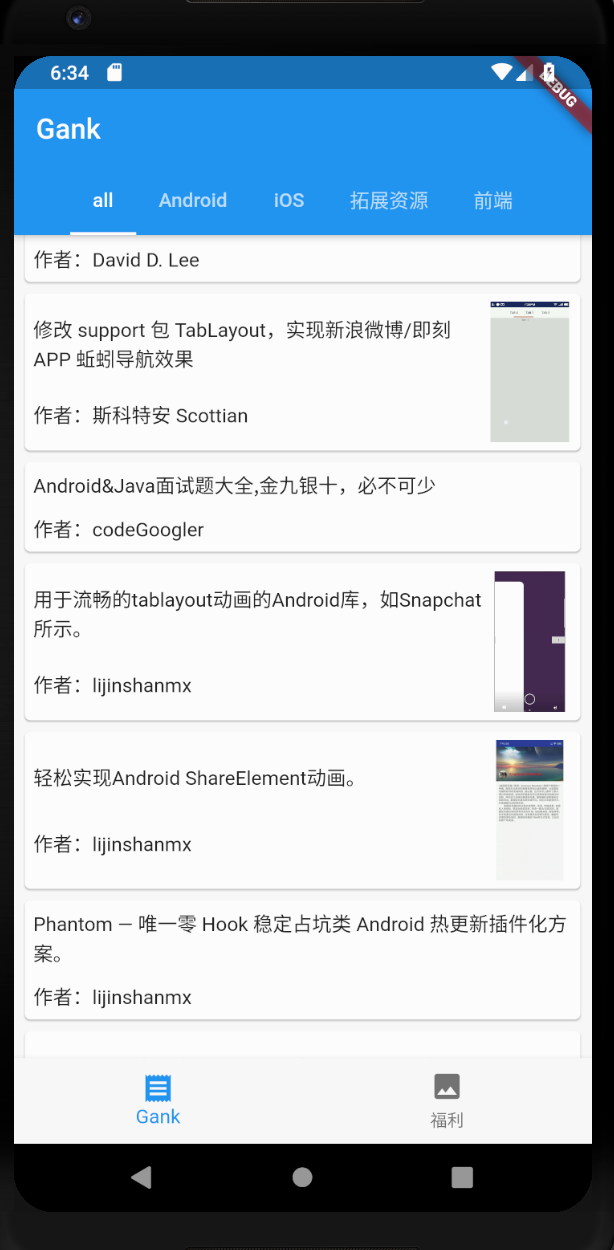 6:34
DEBUG
Gank
all Android iOS 拓展资源 前端
作者：David D. Lee
修改 support 包 TabLayout，实现新浪微博/即刻
APP 蚯蚓导航效果
作者：斯科特安 Scottian
Android&Java面试题大全,金九银十，必不可少
作者：codeGoogler
用于流畅的tablayout动画的Android库，如Snapchat
所示。
作者：lijinshanmx
轻松实现Android ShareElement动画。
作者：lijinshanmx
Phantom — 唯一零 Hook 稳定占坑类 Android 热更新插件化方
案。
作者：lijinshanmx
Gank 福利